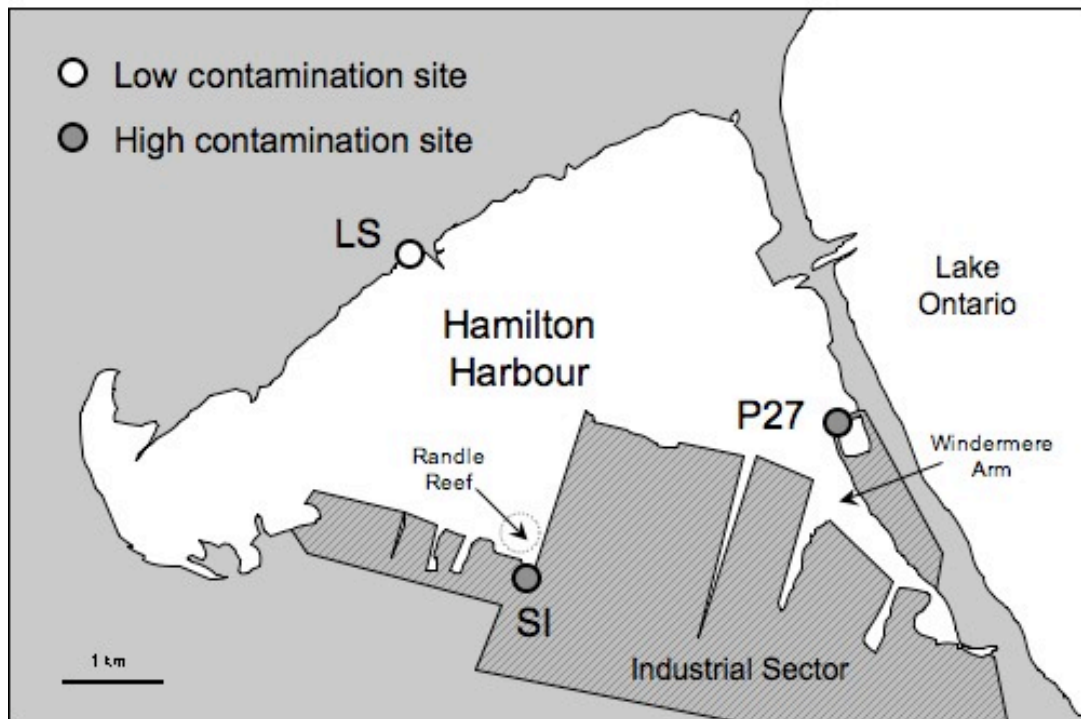 Low contamination site
High contamination site
LS
Hamilton
Harbour
Lake
Ontario
P27
Randle
Reef
Windermere
Arm
SI
Industrial Sector
1 km